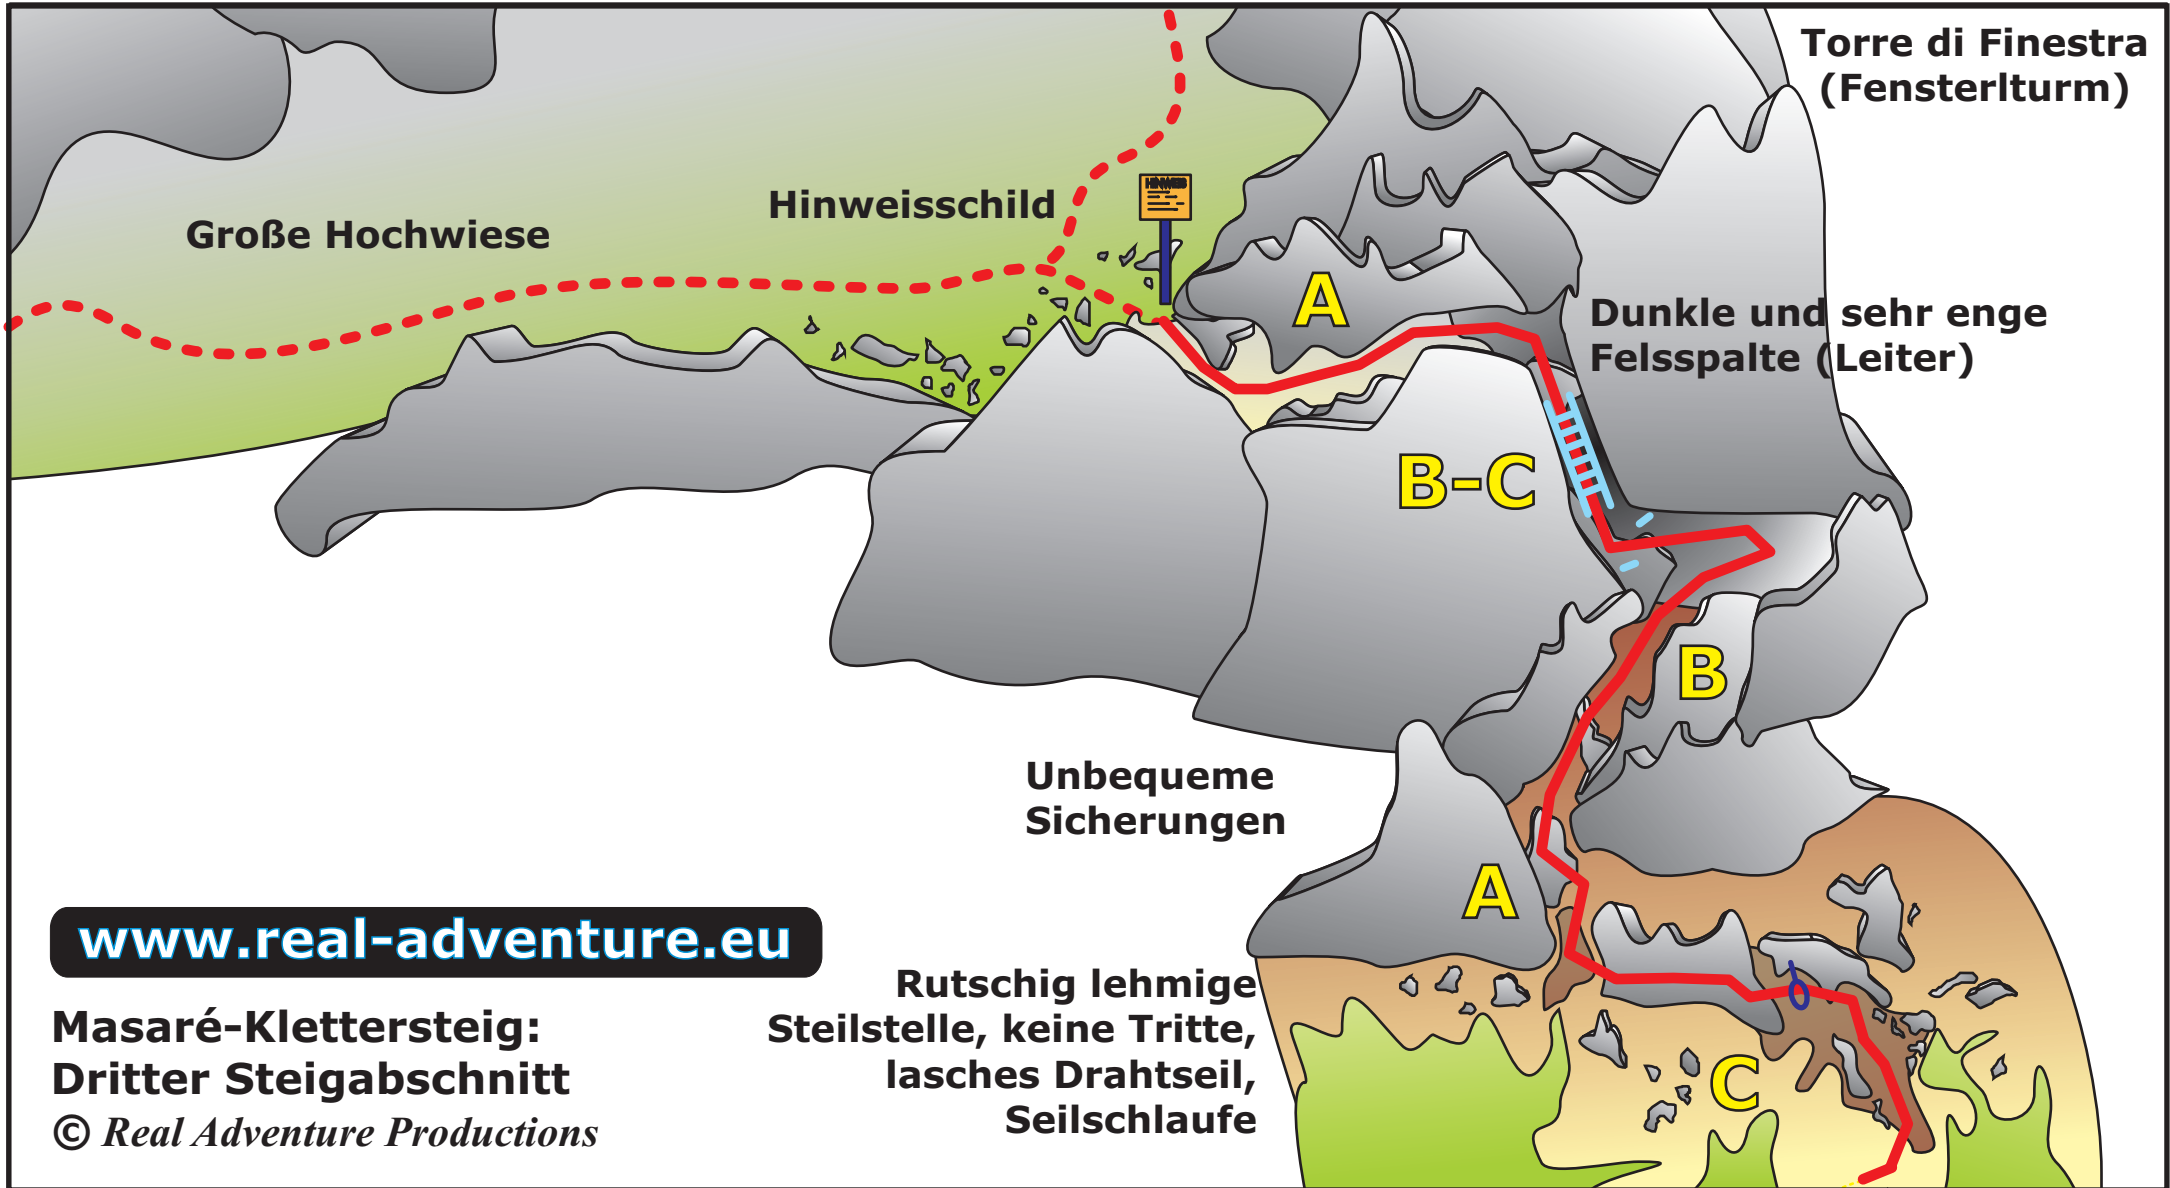 Torre di Finestra
(Fensterlturm)
HINWEIS
Hinweisschild
Große Hochwiese
A
Dunkle und sehr enge
Felsspalte (Leiter)
B–C
B
Unbequeme
Sicherungen
A
www.real-adventure.eu
Rutschig lehmige
Steilstelle, keine Tritte,
lasches Drahtseil,
Seilschlaufe
C
Masaré-Klettersteig:
Dritter Steigabschnitt
© Real Adventure Productions